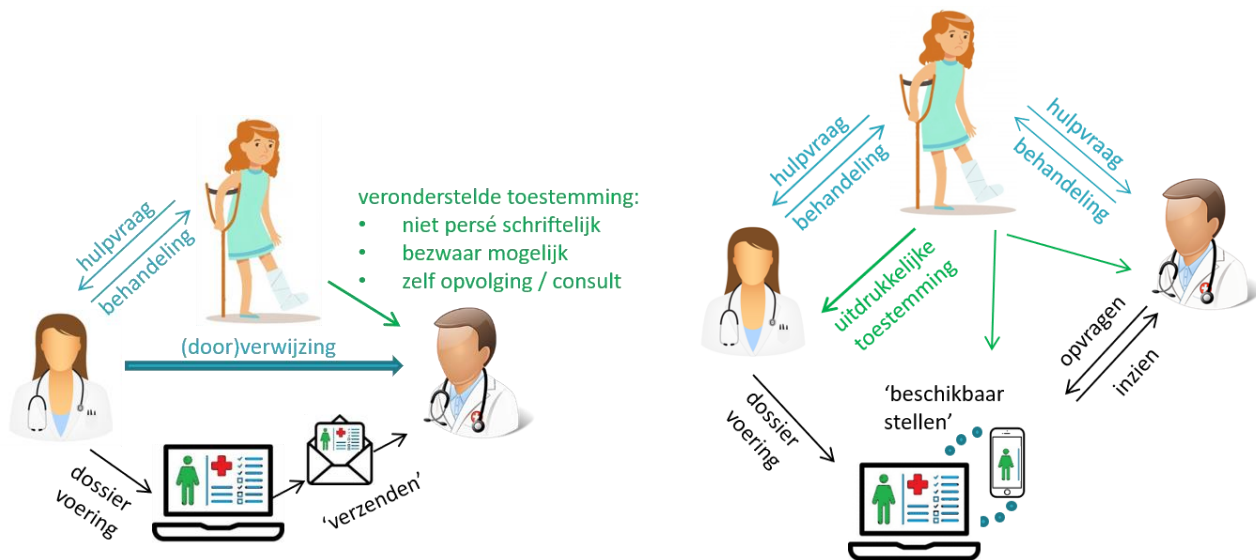 hulpvraag
behandeling
veronderstelde toestemming:
• niet persé schriftelijk
• bezwaar mogelijk
• zelf opvolging / consult
(door)verwijzing
dossier
voering
‘verzenden’
hulpvraag
behandeling
hulpvraag
behandeling
uitdrukkelijke
toestemming
opvragen
inzien
‘beschikbaar
stellen’
dossier
voering